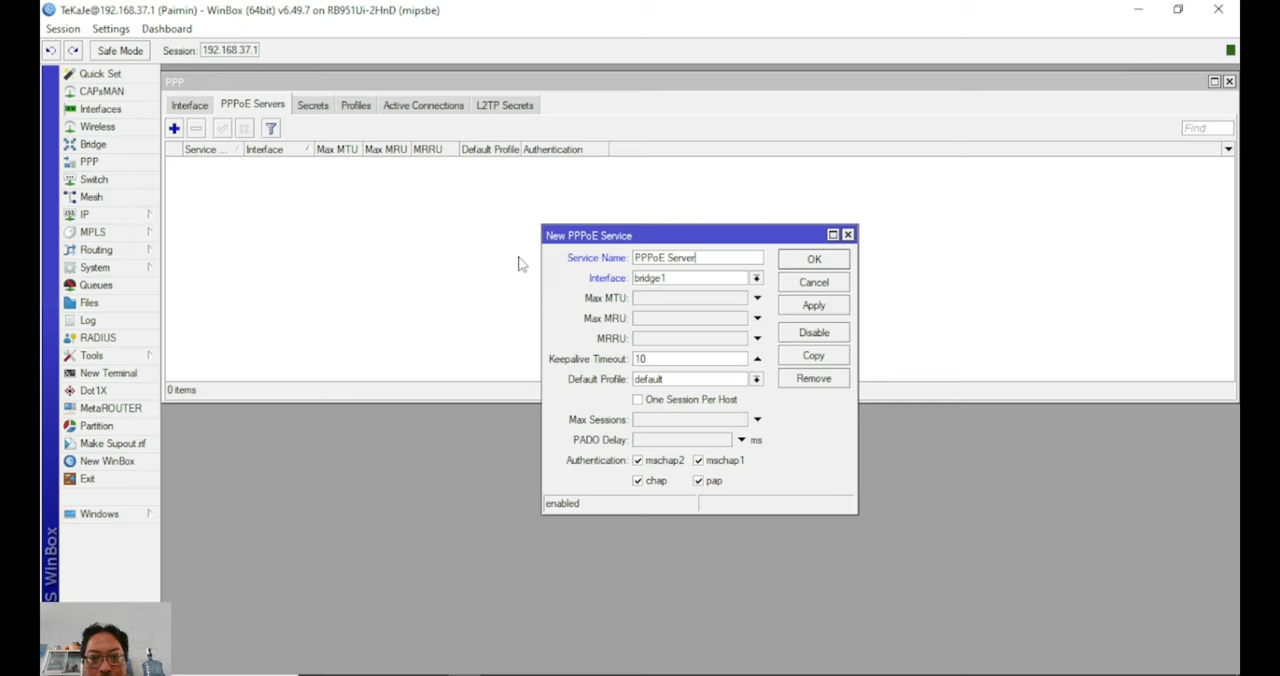 TeKaJe@192.168.37.1 (Paimin) - WinBox (64bit) v6.49.7 on RB951Ui-2HnD (mipsbe)
Session Settings Dashboard
Safe Mode Session: 192.168.37.1
Quick Set
CAPsMAN
Interfaces
Wireless
Bridge
PPP
Switch
Mesh
IP
MPLS
Routing
System
Queues
Files
Log
RADIUS
Tools
New Terminal
Dot1X
MetaROUTER
Partition
Make Supout.rif
New WinBox
Exit
Windows
S WinBox
PPP
Interface PPPoE Servers Secrets Profiles Active Connections L2TP Secrets
Find
Service ... Interface Max MTU Max MRU MRRU Default Profile Authentication
0 items
New PPPoE Service
Service Name: PPPoE Server
Interface: bridge1
Max MTU:
Max MRU:
MRRU:
Keepalive Timeout: 10
Default Profile: default
One Session Per Host
Max Sessions:
PADO Delay: ms
Authentication: mschap2 mschap1
chap pap
enabled
OK
Cancel
Apply
Disable
Copy
Remove